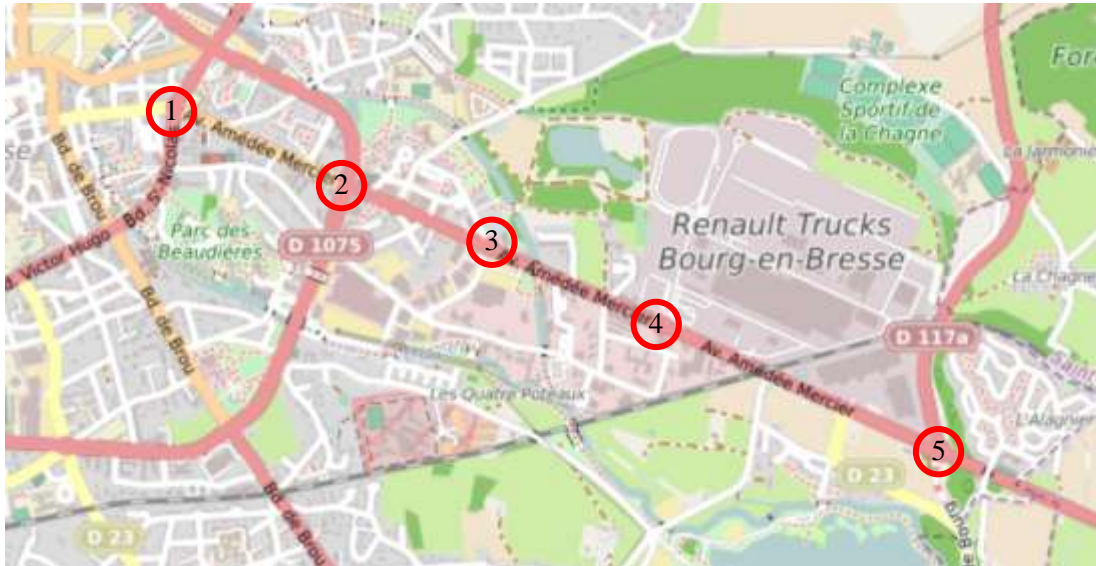 1
Av. Amédée Mercier
2
3
Av. Amédée Mercier
4
Av. Amédée Mercier
5
Bd. St. Nicolas
Victor Hugo
Bd. de Brou
Bd. de Brou
Bd. de Brou
Parc des
Beaudières
D 1075
Renault Trucks
Bourg-en-Bresse
Complexe
Sportif de
la Chagne
La Jarmonie
La Chagne
D 117a
L'Alagnier
Les Quatre Poteaux
D 23
D 23